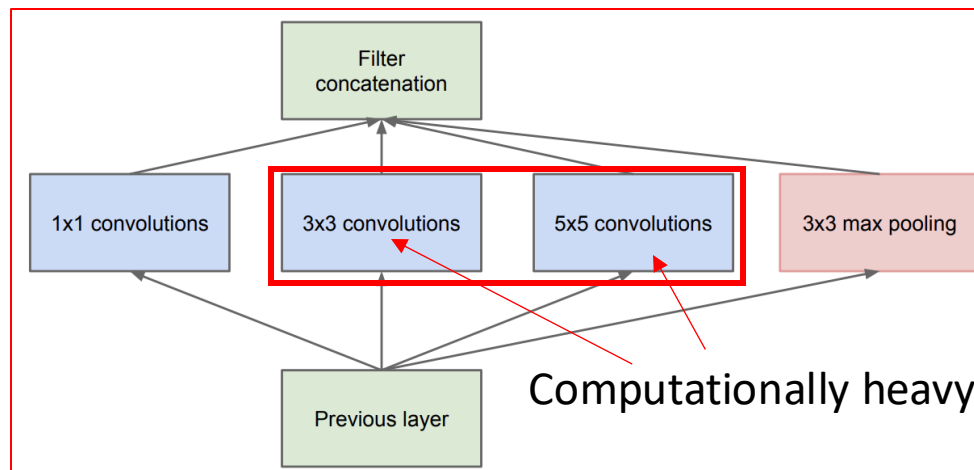 Filter
concatenation
1x1 convolutions
3x3 convolutions
5x5 convolutions
3x3 max pooling
Computationally heavy
Previous layer